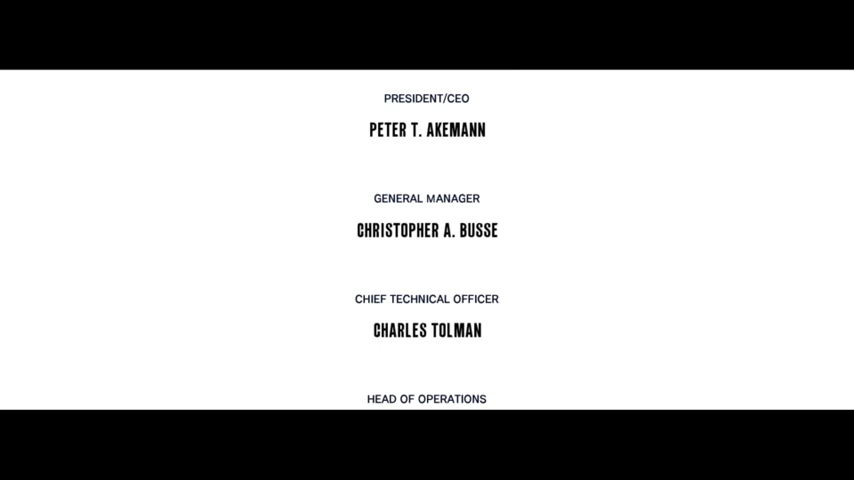 PRESIDENT/CEO
PETER T. AKEMANN
GENERAL MANAGER
CHRISTOPHER A. BUSSE
CHIEF TECHNICAL OFFICER
CHARLES TOLMAN
HEAD OF OPERATIONS